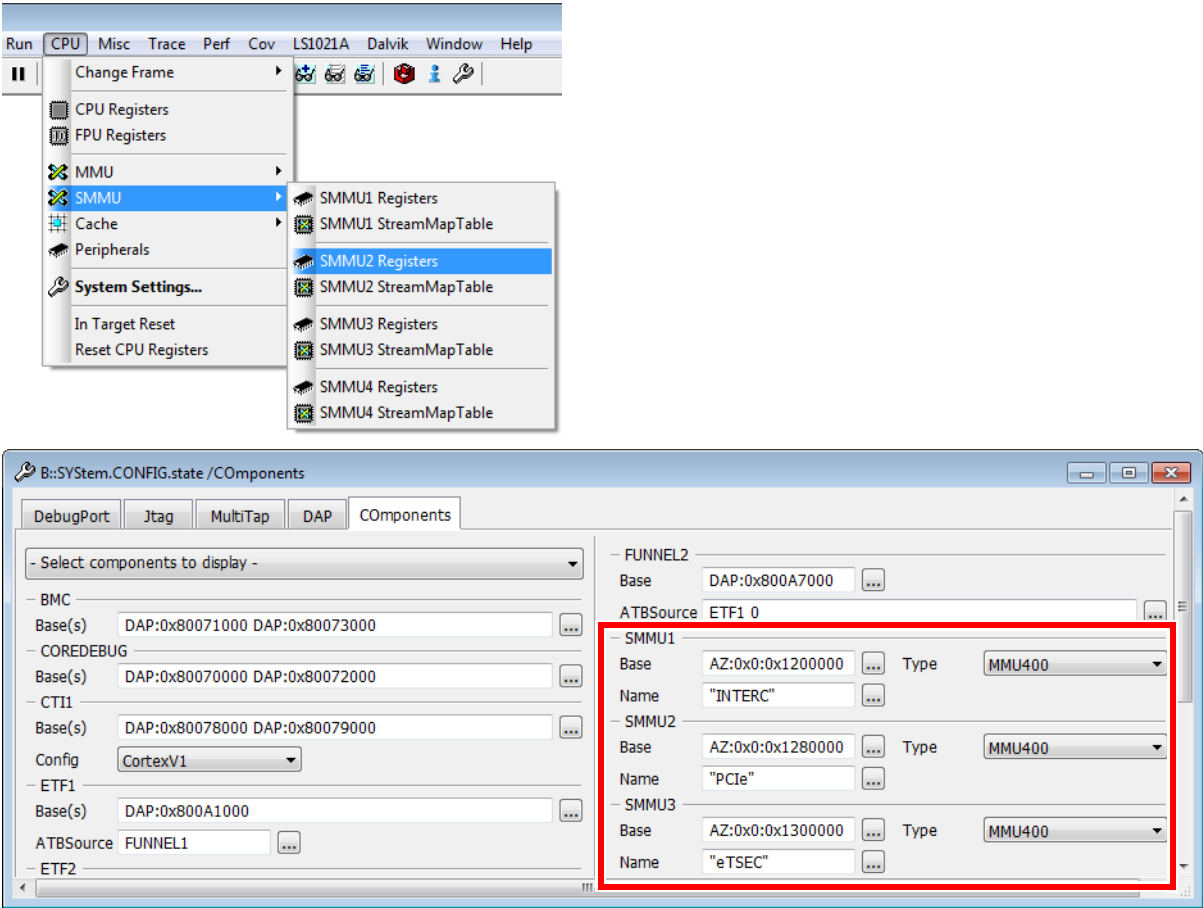 Run CPU Misc Trace Perf Cov LS1021A Dalvik Window Help
Change Frame
CPU Registers
FPU Registers
MMU
SMMU
Cache
Peripherals
System Settings...
In Target Reset
Reset CPU Registers
SMMU1 Registers
SMMU1 StreamMapTable
SMMU2 Registers
SMMU2 StreamMapTable
SMMU3 Registers
SMMU3 StreamMapTable
SMMU4 Registers
SMMU4 StreamMapTable
B::SYStem.CONFIG.state /COmponents
DebugPort Jtag MultiTap DAP COmponents
- Select components to display -
BMC
Base(s) DAP:0x80071000 DAP:0x80073000 ...
COREDEBUG
Base(s) DAP:0x80070000 DAP:0x80072000 ...
CTI1
Base(s) DAP:0x80078000 DAP:0x80079000 ...
Config CortexV1
ETF1
Base(s) DAP:0x800A1000 ...
ATBSource FUNNEL1 ...
ETF2
FUNNEL2
Base DAP:0x800A7000 ...
ATBSource ETF1 0 ...
SMMU1
Base AZ:0x0:0x1200000 ... Type MMU400
Name "INTERC" ...
SMMU2
Base AZ:0x0:0x1280000 ... Type MMU400
Name "PCIe" ...
SMMU3
Base AZ:0x0:0x1300000 ... Type MMU400
Name "eTSEC" ...